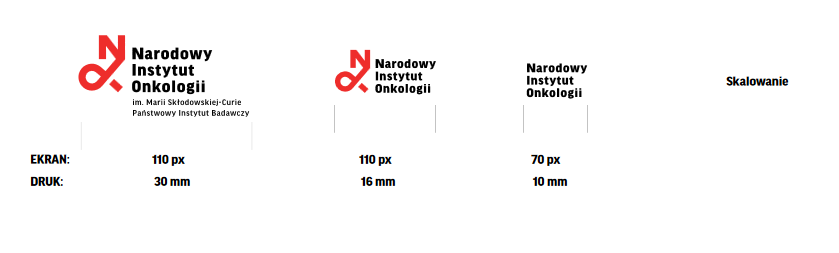 Narodowy
Instytut
Onkologii
im. Marii Skłodowskiej-Curie
Państwowy Instytut Badawczy
Narodowy
Instytut
Onkologii
Narodowy
Instytut
Onkologii
Skalowanie
EKRAN: 110 px 110 px 70 px
DRUK: 30 mm 16 mm 10 mm